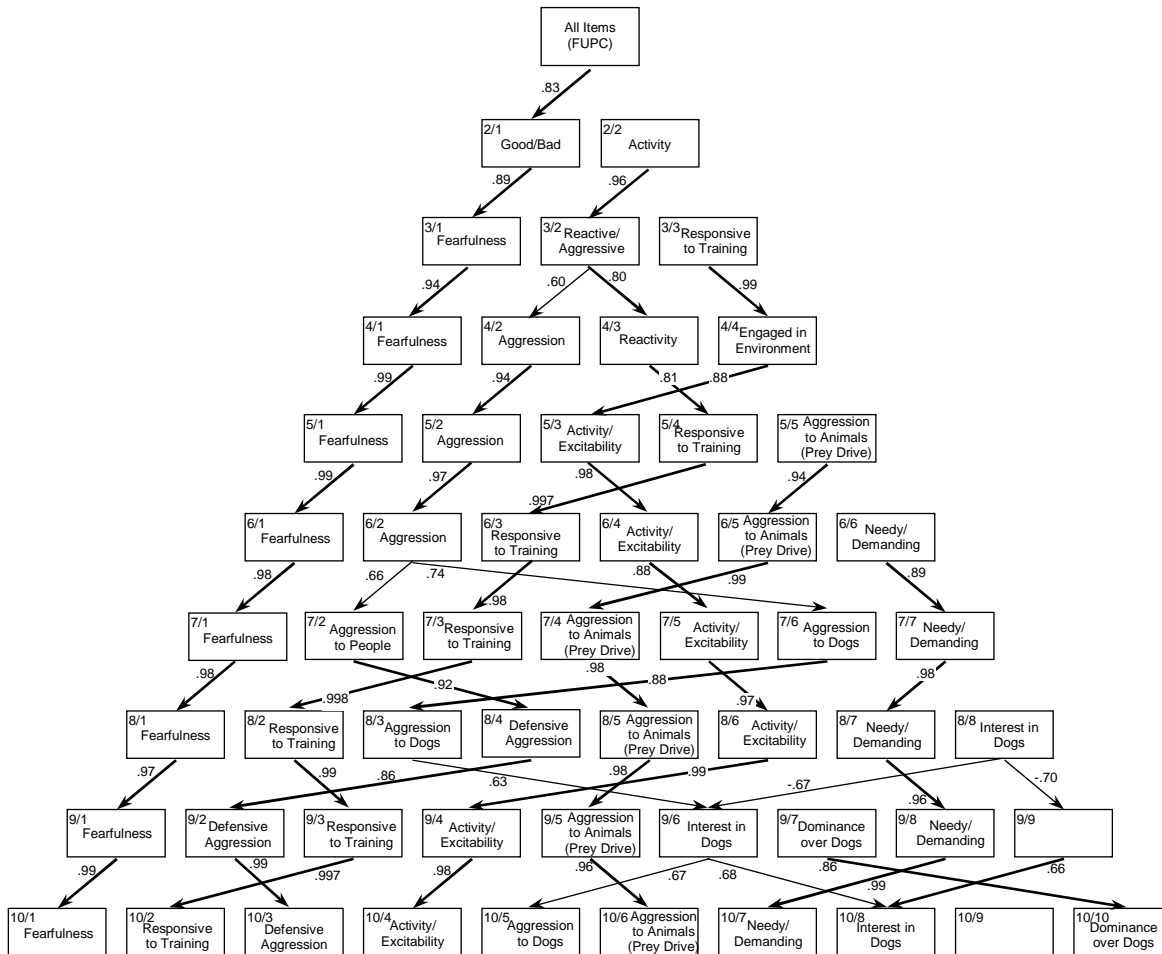 All Items
(FUPC)
.83
2/1
Good/Bad
2/2
Activity
.89
.96
3/1
Fearfulness
3/2 Reactive/
Aggressive
3/3 Responsive
to Training
.94
.60
.80
.99
4/1
Fearfulness
4/2
Aggression
4/3
Reactivity
4/4 Engaged in
Environment
.99
.94
.81
.88
5/1
Fearfulness
5/2
Aggression
5/3 Activity/
Excitability
5/4 Responsive
to Training
5/5 Aggression
to Animals
(Prey Drive)
.99
.97
.997
.98
.94
6/1
Fearfulness
6/2
Aggression
6/3 Responsive
to Training
6/4 Activity/
Excitability
6/5 Aggression
to Animals
(Prey Drive)
6/6 Needy/
Demanding
.98
.66
.74
.98
.88
.99
.89
7/1
Fearfulness
7/2 Aggression
to People
7/3 Responsive
to Training
7/4 Aggression
to Animals
(Prey Drive)
7/5 Activity/
Excitability
7/6 Aggression
to Dogs
7/7 Needy/
Demanding
.98
.998
.92
.98
.88
.97
.98
8/1
Fearfulness
8/2 Responsive
to Training
8/3 Aggression
to Dogs
8/4 Defensive
Aggression
8/5 Aggression
to Animals
(Prey Drive)
8/6 Activity/
Excitability
8/7 Needy/
Demanding
8/8 Interest in
Dogs
.97
.99
.86
.63
.98
.99
-.67
.96
-.70
9/1
Fearfulness
9/2 Defensive
Aggression
9/3 Responsive
to Training
9/4 Activity/
Excitability
9/5 Aggression
to Animals
(Prey Drive)
9/6 Interest in
Dogs
9/7 Dominance
over Dogs
9/8 Needy/
Demanding
9/9
.99
.99
.997
.98
.96
.67
.68
.86
.99
.66
10/1
Fearfulness
10/2
Responsive
to Training
10/3
Defensive
Aggression
10/4 Activity/
Excitability
10/5 Aggression
to Dogs
10/6 Aggression
to Animals
(Prey Drive)
10/7 Needy/
Demanding
10/8
Interest in
Dogs
10/9
10/10
Dominance
over Dogs